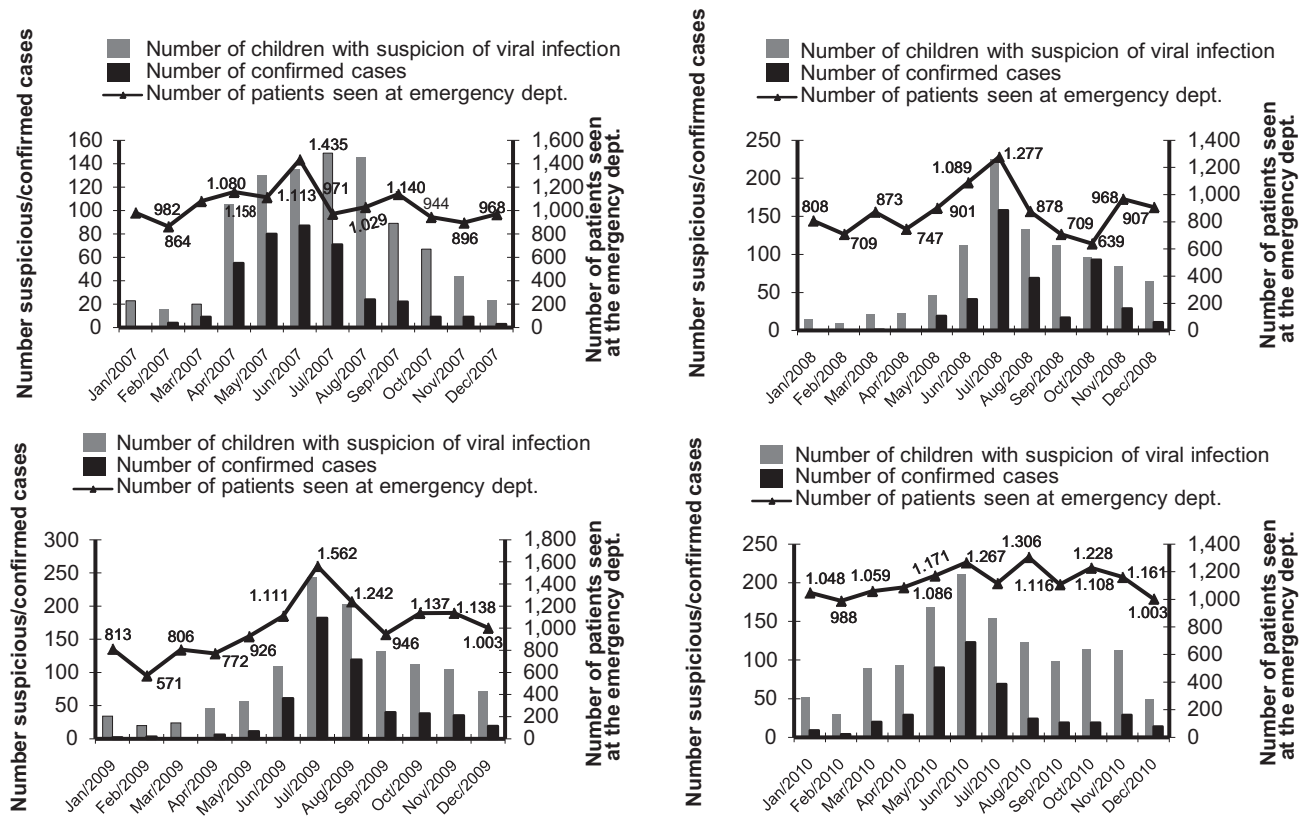 Number suspicious/confirmed cases
Number of children with suspicion of viral infection
Number of confirmed cases
Number of patients seen at emergency dept.
160
140
120
100
80
60
40
20
0
1,600
1,400
1,200
1,000
800
600
400
200
0
982
864
1.080
1.158
1.113
1.435
971
1.029
1.140
944
896
968
Jan/2007
Feb/2007
Mar/2007
Apr/2007
May/2007
Jun/2007
Jul/2007
Aug/2007
Sep/2007
Oct/2007
Nov/2007
Dec/2007
Number of patients seen
at the emergency dept.
Number suspicious/confirmed cases
Number of children with suspicion of viral infection
Number of confirmed cases
Number of patients seen at emergency dept.
250
200
150
100
50
0
1,400
1,200
1,000
800
600
400
200
0
808
709
873
747
901
1.089
1.277
878
709
639
968
907
Jan/2008
Feb/2008
Mar/2008
Apr/2008
May/2008
Jun/2008
Jul/2008
Aug/2008
Sep/2008
Oct/2008
Nov/2008
Dec/2008
Number of patients seen
at the emergency dept.
Number suspicious/confirmed cases
Number of children with suspicion of viral infection
Number of confirmed cases
Number of patients seen at emergency dept.
300
250
200
150
100
50
0
1,800
1,600
1,400
1,200
1,000
800
600
400
200
0
813
571
806
772
926
1.111
1.562
1.242
946
1.137
1.138
1.003
Jan/2009
Feb/2009
Mar/2009
Apr/2009
May/2009
Jun/2009
Jul/2009
Aug/2009
Sep/2009
Oct/2009
Nov/2009
Dec/2009
Number of patients seen
at the emergency dept.
Number suspicious/confirmed cases
Number of children with suspicion of viral infection
Number of confirmed cases
Number of patients seen at emergency dept.
250
200
150
100
50
0
1,400
1,200
1,000
800
600
400
200
0
1.048
988
1.059
1.086
1.171
1.267
1.116
1.306
1.108
1.228
1.161
1.003
Jan/2010
Feb/2010
Mar/2010
Apr/2010
May/2010
Jun/2010
Jul/2010
Aug/2010
Sep/2010
Oct/2010
Nov/2010
Dec/2010
Number of patients seen
at the emergency dept.